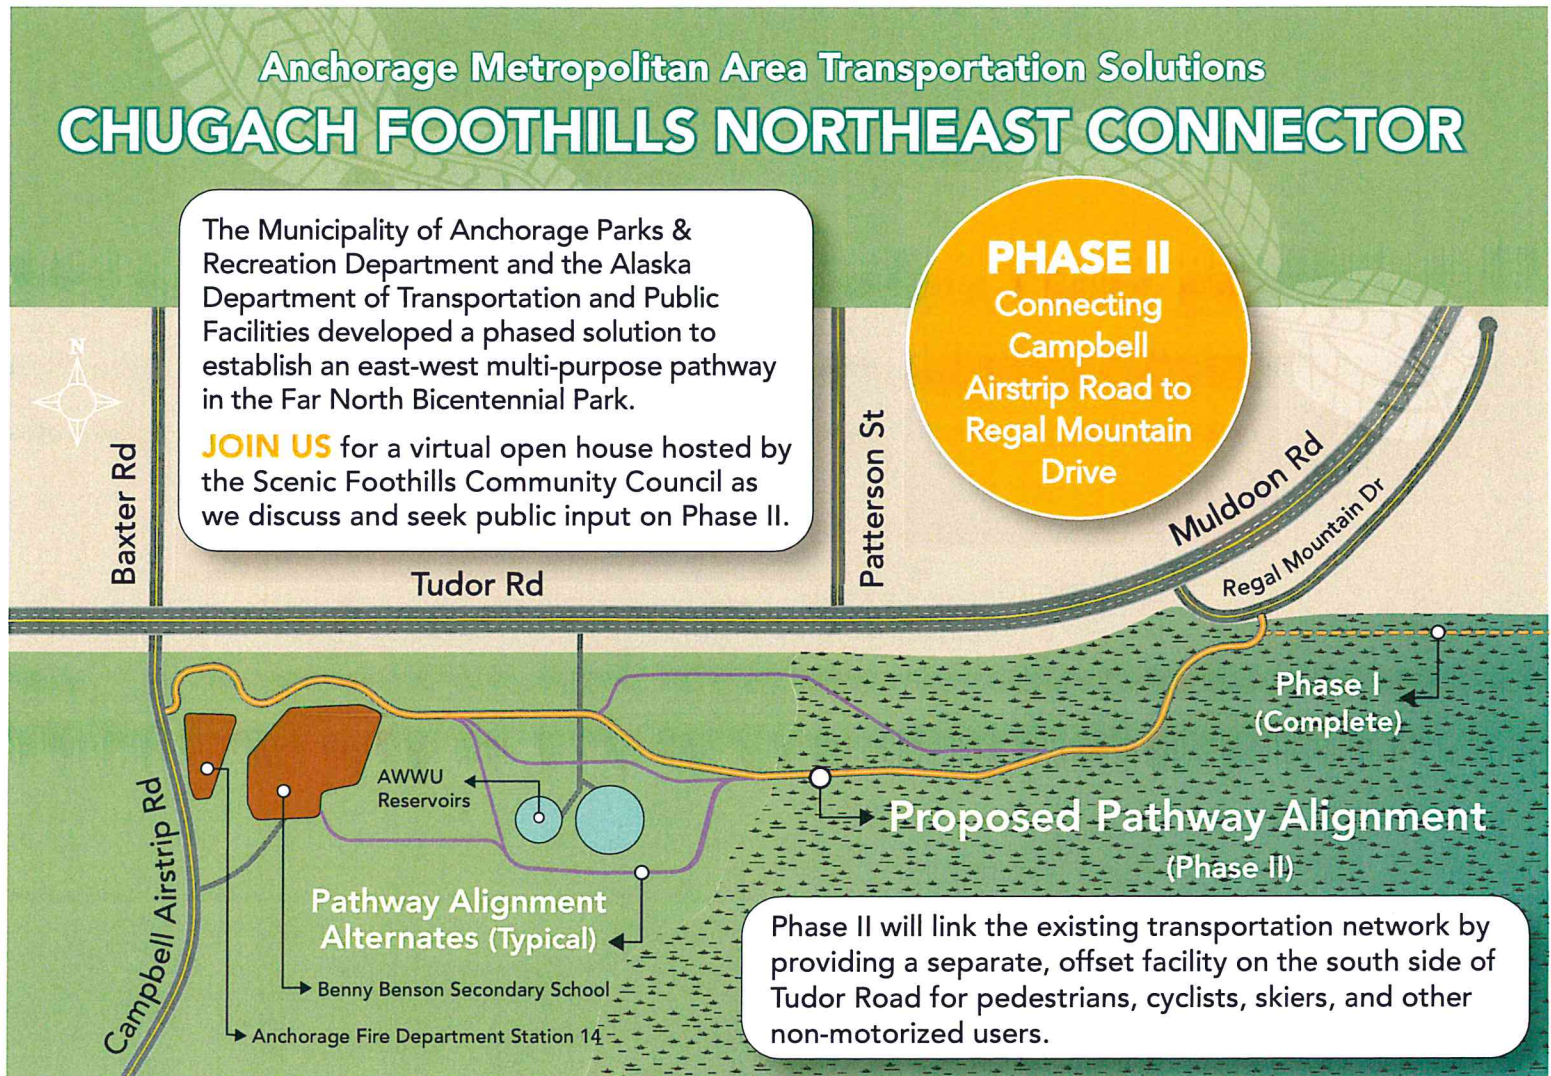 Anchorage Metropolitan Area Transportation Solutions
CHUGACH FOOTHILLS NORTHEAST CONNECTOR
The Municipality of Anchorage Parks &
Recreation Department and the Alaska
Department of Transportation and Public
Facilities developed a phased solution to
establish an east-west multi-purpose pathway
in the Far North Bicentennial Park.
JOIN US for a virtual open house hosted by
the Scenic Foothills Community Council as
we discuss and seek public input on Phase II.
PHASE II
Connecting
Campbell
Airstrip Road to
Regal Mountain
Drive
N
Baxter Rd
Tudor Rd
Patterson St
Muldoon Rd
Regal Mountain Dr
Phase I
(Complete)
AWWU
Reservoirs
Proposed Pathway Alignment
(Phase II)
Campbell Airstrip Rd
Pathway Alignment
Alternates (Typical)
Benny Benson Secondary School
Anchorage Fire Department Station 14
Phase II will link the existing transportation network by
providing a separate, offset facility on the south side of
Tudor Road for pedestrians, cyclists, skiers, and other
non-motorized users.